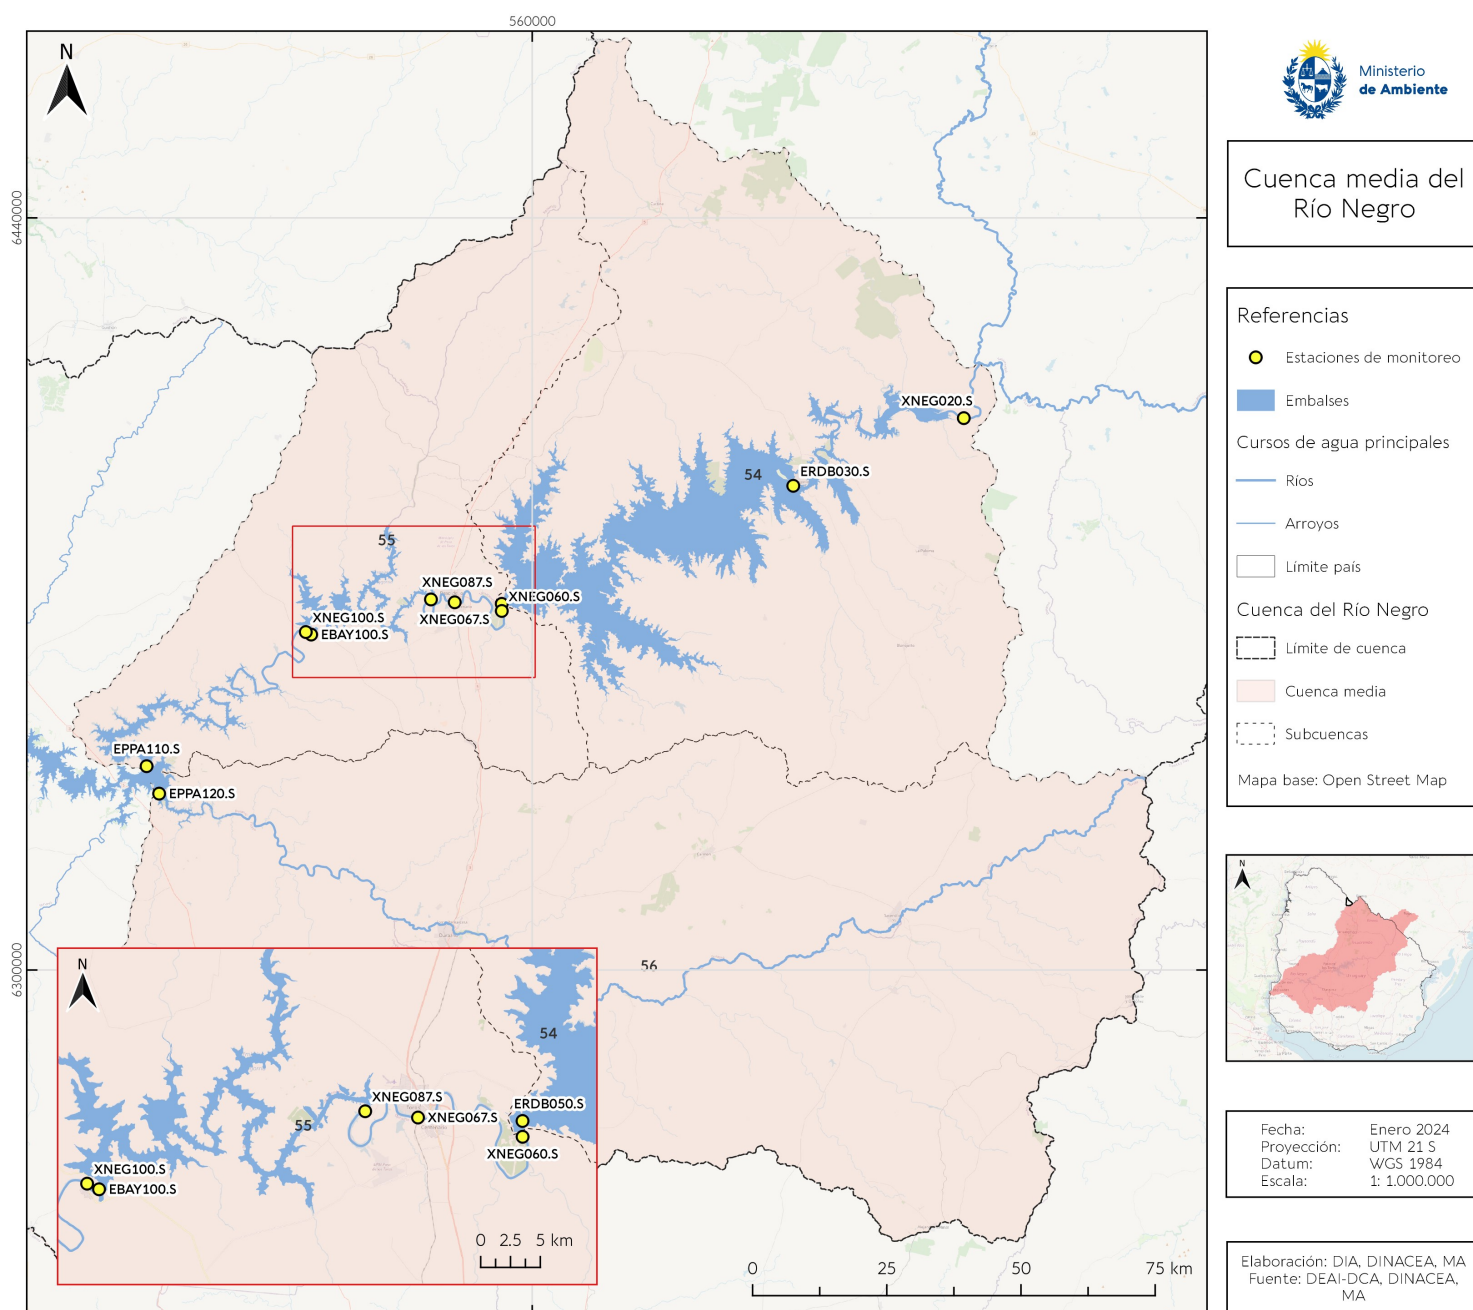 560000
N
6440000
6300000
XNEG020.S
54
ERDB030.S
55
XNEG087.S
XNEG060.S
XNEG067.S
XNEG100.S
EBAY100.S
EPPA110.S
EPPA120.S
56
N
54
XNEG087.S
ERDB050.S
XNEG067.S
55
XNEG060.S
XNEG100.S
EBAY100.S
0 2.5 5 km
0 25 50 75 km
Ministerio
de Ambiente
Cuenca media del
Río Negro
Referencias
Estaciones de monitoreo
Embalses
Cursos de agua principales
Ríos
Arroyos
Límite país
Cuenca del Río Negro
Límite de cuenca
Cuenca media
Subcuencas
Mapa base: Open Street Map
N
Fecha: Enero 2024
Proyección: UTM 21 S
Datum: WGS 1984
Escala: 1: 1.000.000
Elaboración: DIA, DINACEA, MA
Fuente: DEAI-DCA, DINACEA,
MA